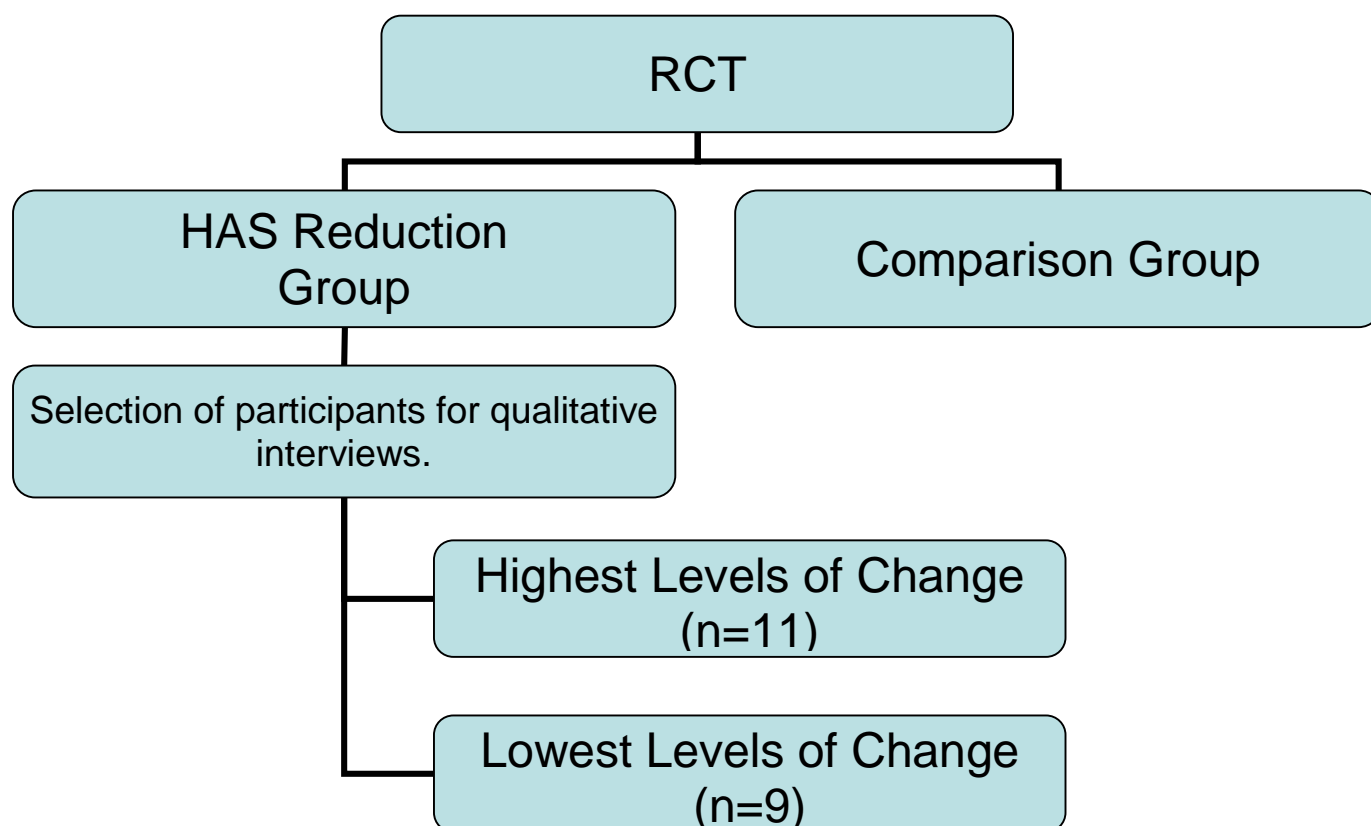 RCT
HAS Reduction
Group
Comparison Group
Selection of participants for qualitative
interviews.
Highest Levels of Change
(n=11)
Lowest Levels of Change
(n=9)